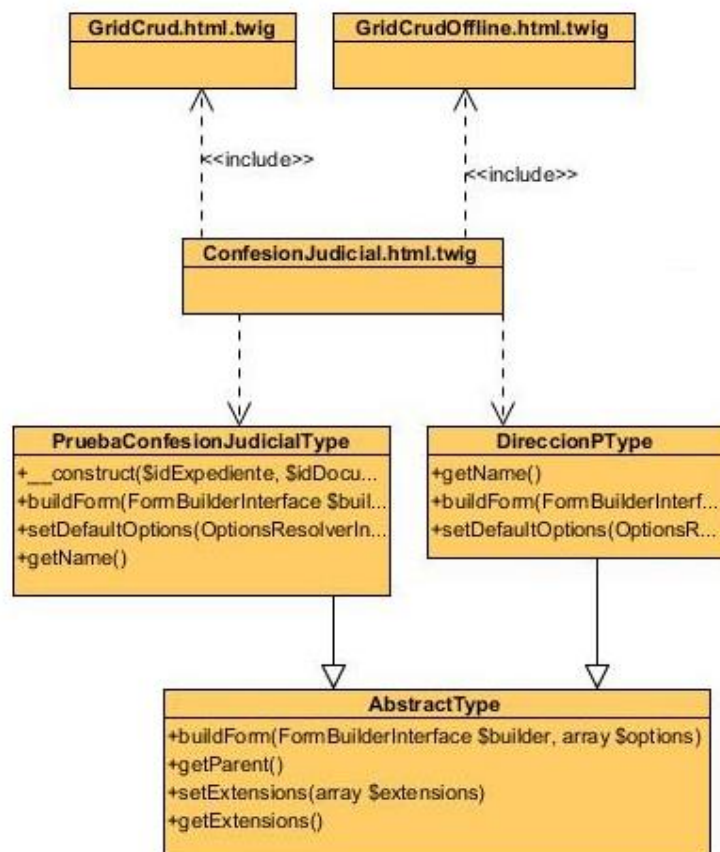 GridCrud.html.twig
GridCrudOffline.html.twig
<<include>>
<<include>>
ConfesionJudicial.html.twig
PruebaConfesionJudicialType
+__construct($idExpediente, $idDocu...
+buildForm(FormBuilderInterface $buil...
+setDefaultOptions(OptionsResolverIn...
+getName()
DireccionPType
+getName()
+buildForm(FormBuilderInterf...
+setDefaultOptions(OptionsR...
AbstractType
+buildForm(FormBuilderInterface $builder, array $options)
+getParent()
+setExtensions(array $extensions)
+getExtensions()